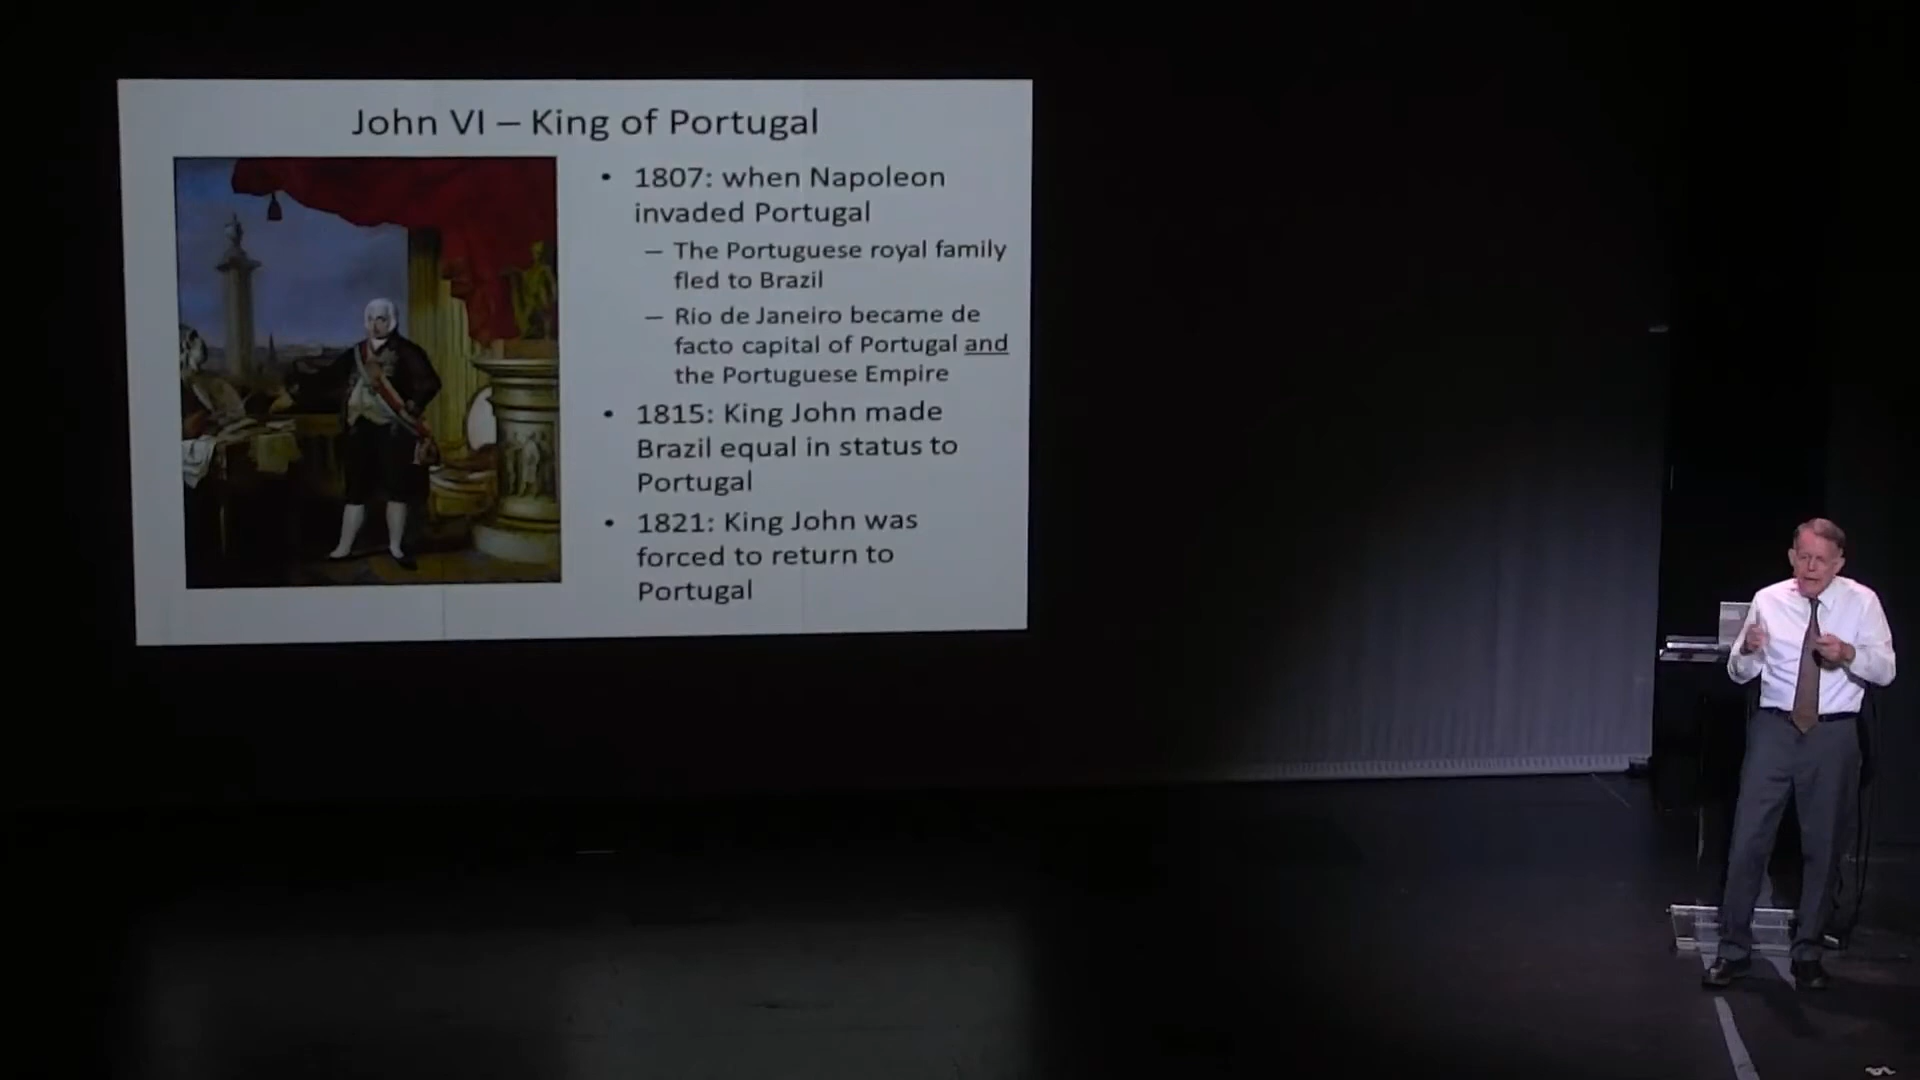 John VI – King of Portugal
• 1807: when Napoleon
invaded Portugal
– The Portuguese royal family
fled to Brazil
– Rio de Janeiro became de
facto capital of Portugal and
the Portuguese Empire
• 1815: King John made
Brazil equal in status to
Portugal
• 1821: King John was
forced to return to
Portugal